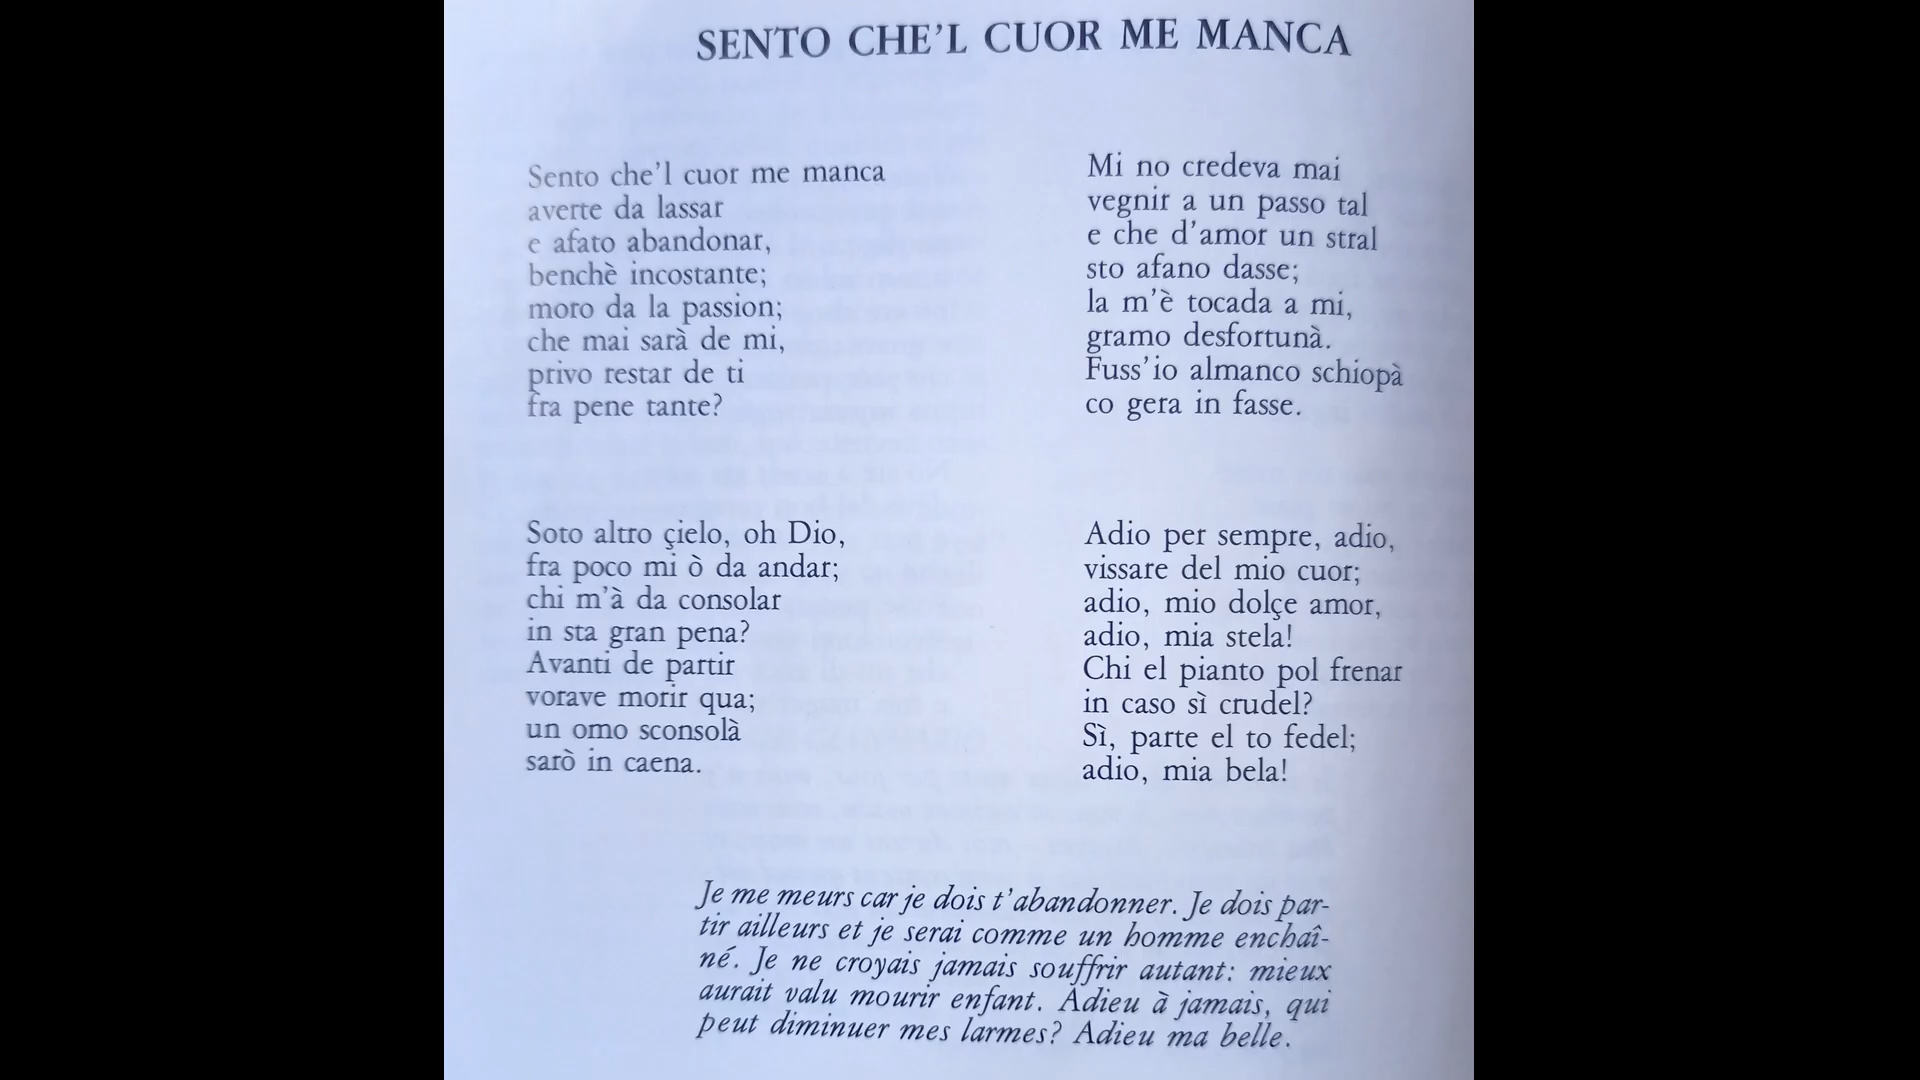 SENTO CHE'L CUOR ME MANCA
Sento che'l cuor me manca
averte da lassar
e afato abandonar,
benchè incostante;
moro da la passion;
che mai sarà de mi,
privo restar de ti
fra pene tante?
Soto altro çielo, oh Dio,
fra poco mi ò da andar;
chi m'à da consolar
in sta gran pena?
Avanti de partir
vorave morir qua;
un omo sconsolà
sarò in caena.
Mi no credeva mai
vegnir a un passo tal
e che d'amor un stral
sto afano dasse;
la m'è tocada a mi,
gramo desfortunà.
Fuss'io almanco schiopà
co gera in fasse.
Adio per sempre, adio,
vissare del mio cuor;
adio, mio dolçe amor,
adio, mia stela!
Chi el pianto pol frenar
in caso sì crudel?
Sì, parte el to fedel;
adio, mia bela!
Je me meurs car je dois t'abandonner. Je dois par-
tir ailleurs et je serai comme un homme enchaî-
né. Je ne croyais jamais souffrir autant: mieux
aurait valu mourir enfant. Adieu à jamais, qui
peut diminuer mes larmes? Adieu ma belle.